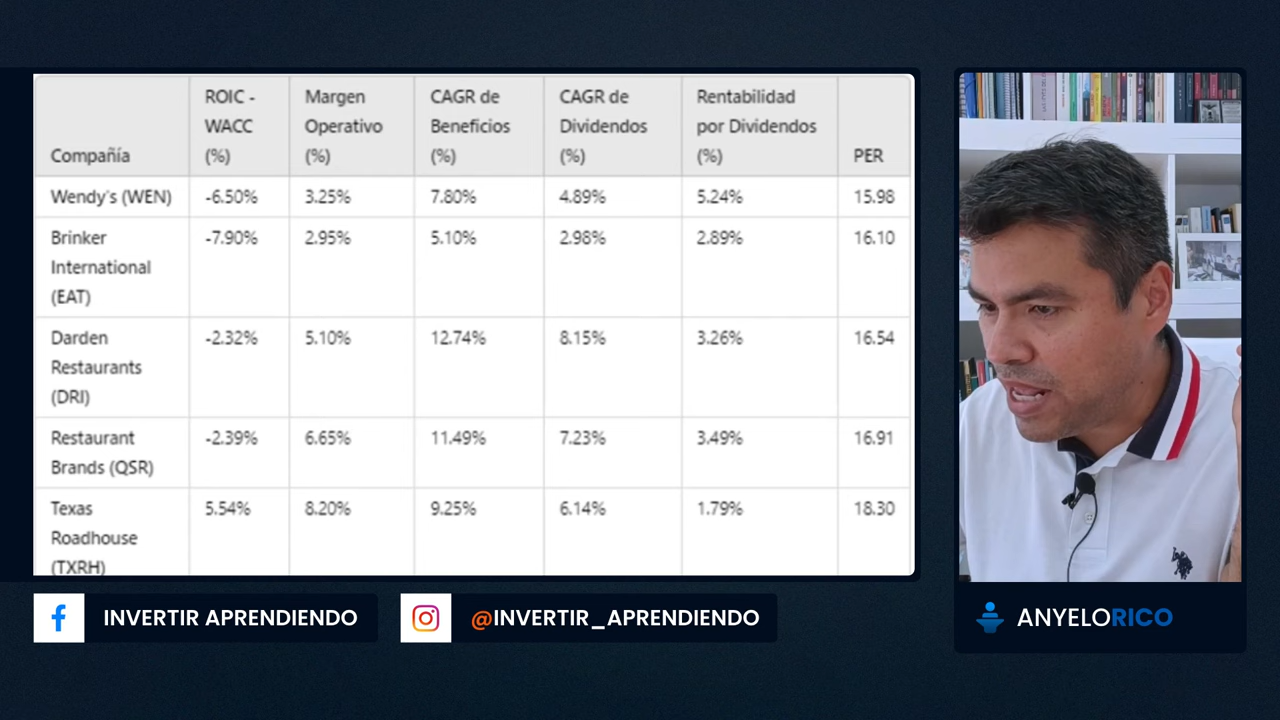 Compañía
ROIC -
WACC
(%)
Margen
Operativo
(%)
CAGR de
Beneficios
(%)
CAGR de
Dividendos
(%)
Rentabilidad
por Dividendos
(%)
PER
Wendy's (WEN)
-6.50%
3.25%
7.80%
4.89%
5.24%
15.98
Brinker
International
(EAT)
-7.90%
2.95%
5.10%
2.98%
2.89%
16.10
Darden
Restaurants
(DRI)
-2.32%
5.10%
12.74%
8.15%
3.26%
16.54
Restaurant
Brands (QSR)
-2.39%
6.65%
11.49%
7.23%
3.49%
16.91
Texas
Roadhouse
(TXRH)
5.54%
8.20%
9.25%
6.14%
1.79%
18.30
INVERTIR APRENDIENDO
@INVERTIR_APRENDIENDO
ANYELORICO